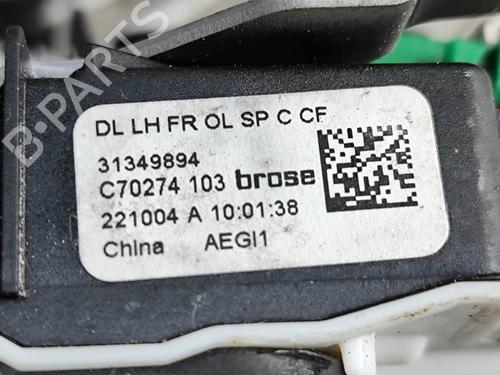 DL LH FR OL SP C CF
31349894
C70274 103 brose
221004 A 10:01:38
China AEGI1
B-PARTS